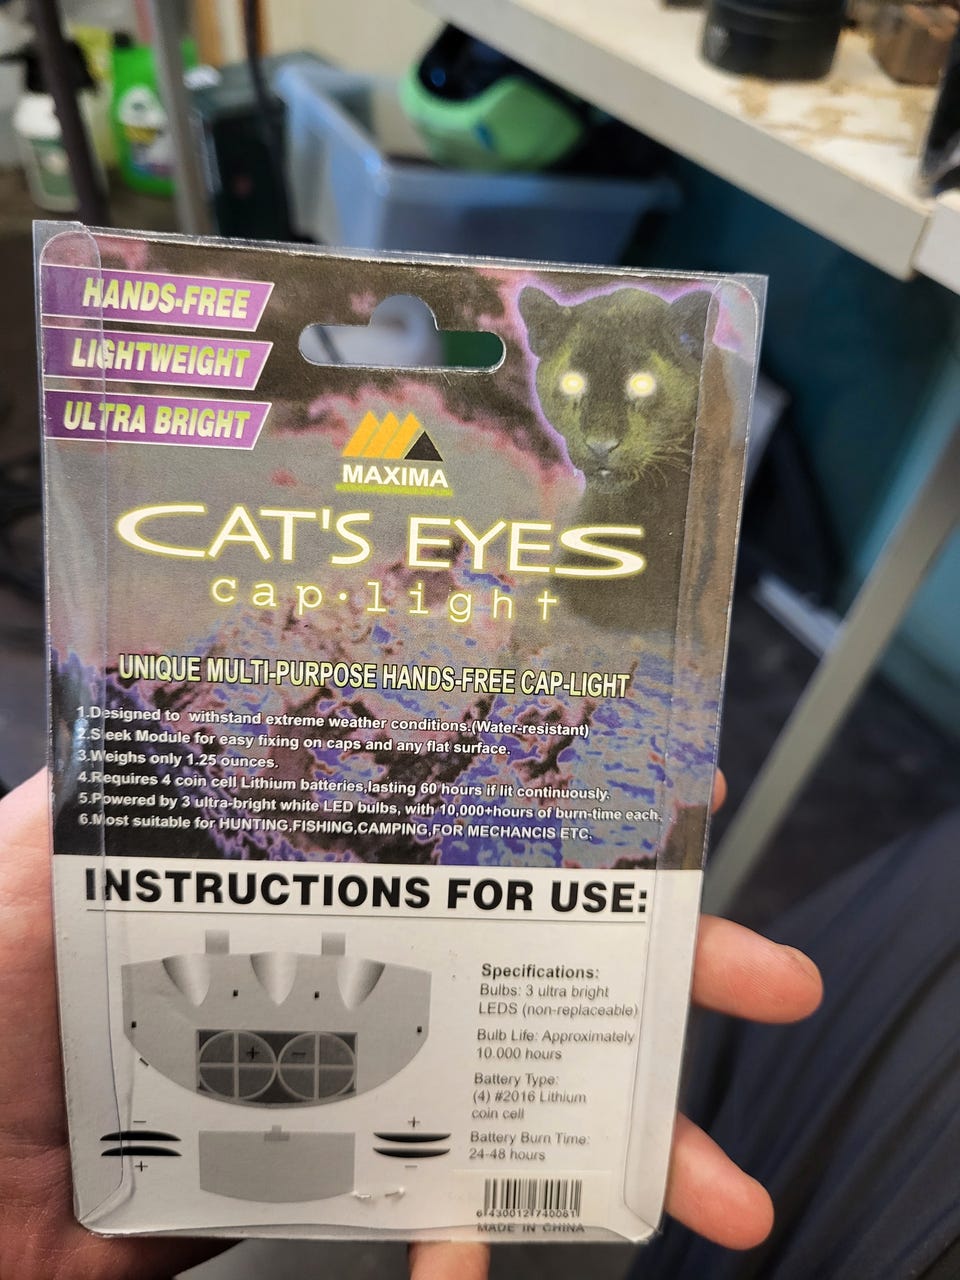 HANDS-FREE
LIGHTWEIGHT
ULTRA BRIGHT
MAXIMA
CAT'S EYES
cap·light
UNIQUE MULTI-PURPOSE HANDS-FREE CAP-LIGHT
1.Designed to withstand extreme weather conditions.(Water-resistant)
2.Sleek Module for easy fixing on caps and any flat surface.
3.Weighs only 1.25 ounces.
4.Requires 4 coin cell Lithium batteries,lasting 60 hours if lit continuously.
5.Powered by 3 ultra-bright white LED bulbs, with 10,000+hours of burn-time each.
6.Most suitable for HUNTING,FISHING,CAMPING,FOR MECHANCIS ETC.
INSTRUCTIONS FOR USE:
Specifications:
Bulbs: 3 ultra bright
LEDS (non-replaceable)
Bulb Life: Approximately
10.000 hours
Battery Type:
(4) #2016 Lithium
coin cell
Battery Burn Time:
24-48 hours
+ −
− +
+ −
6 430012 740081
MADE IN CHINA